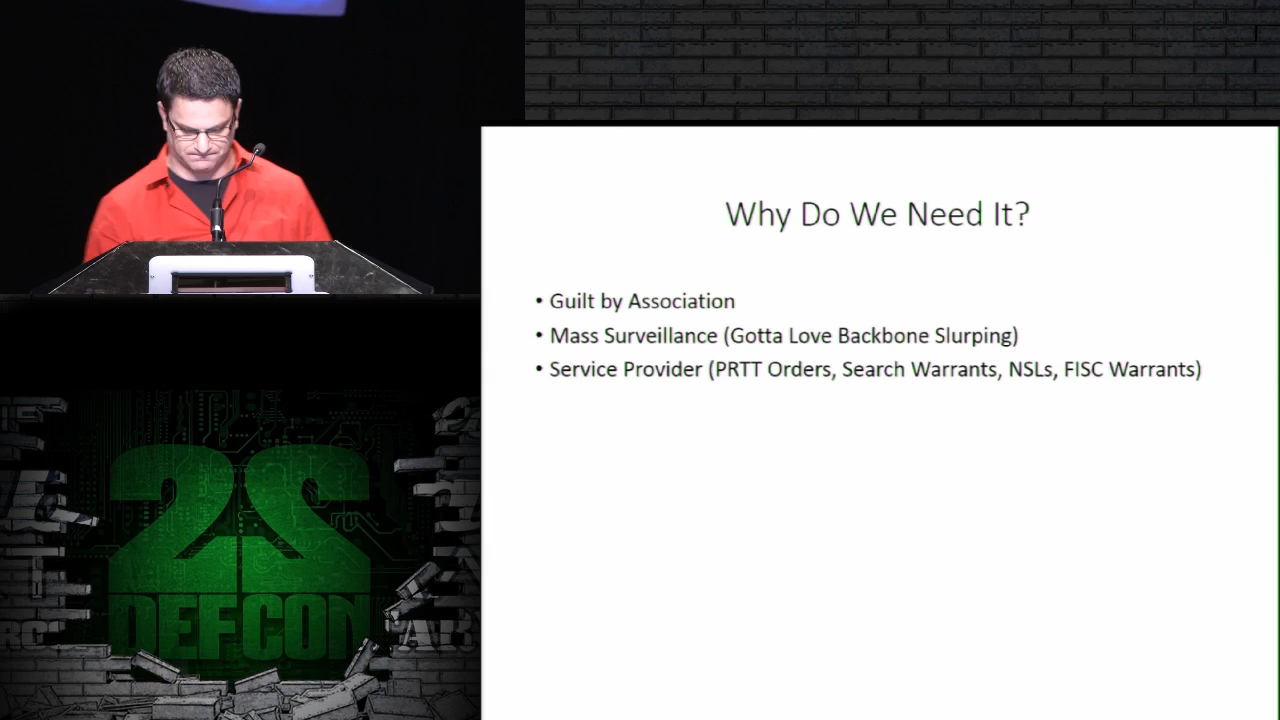 Why Do We Need It?
• Guilt by Association
• Mass Surveillance (Gotta Love Backbone Slurping)
• Service Provider (PRTT Orders, Search Warrants, NSLs, FISC Warrants)
22
DEFCON